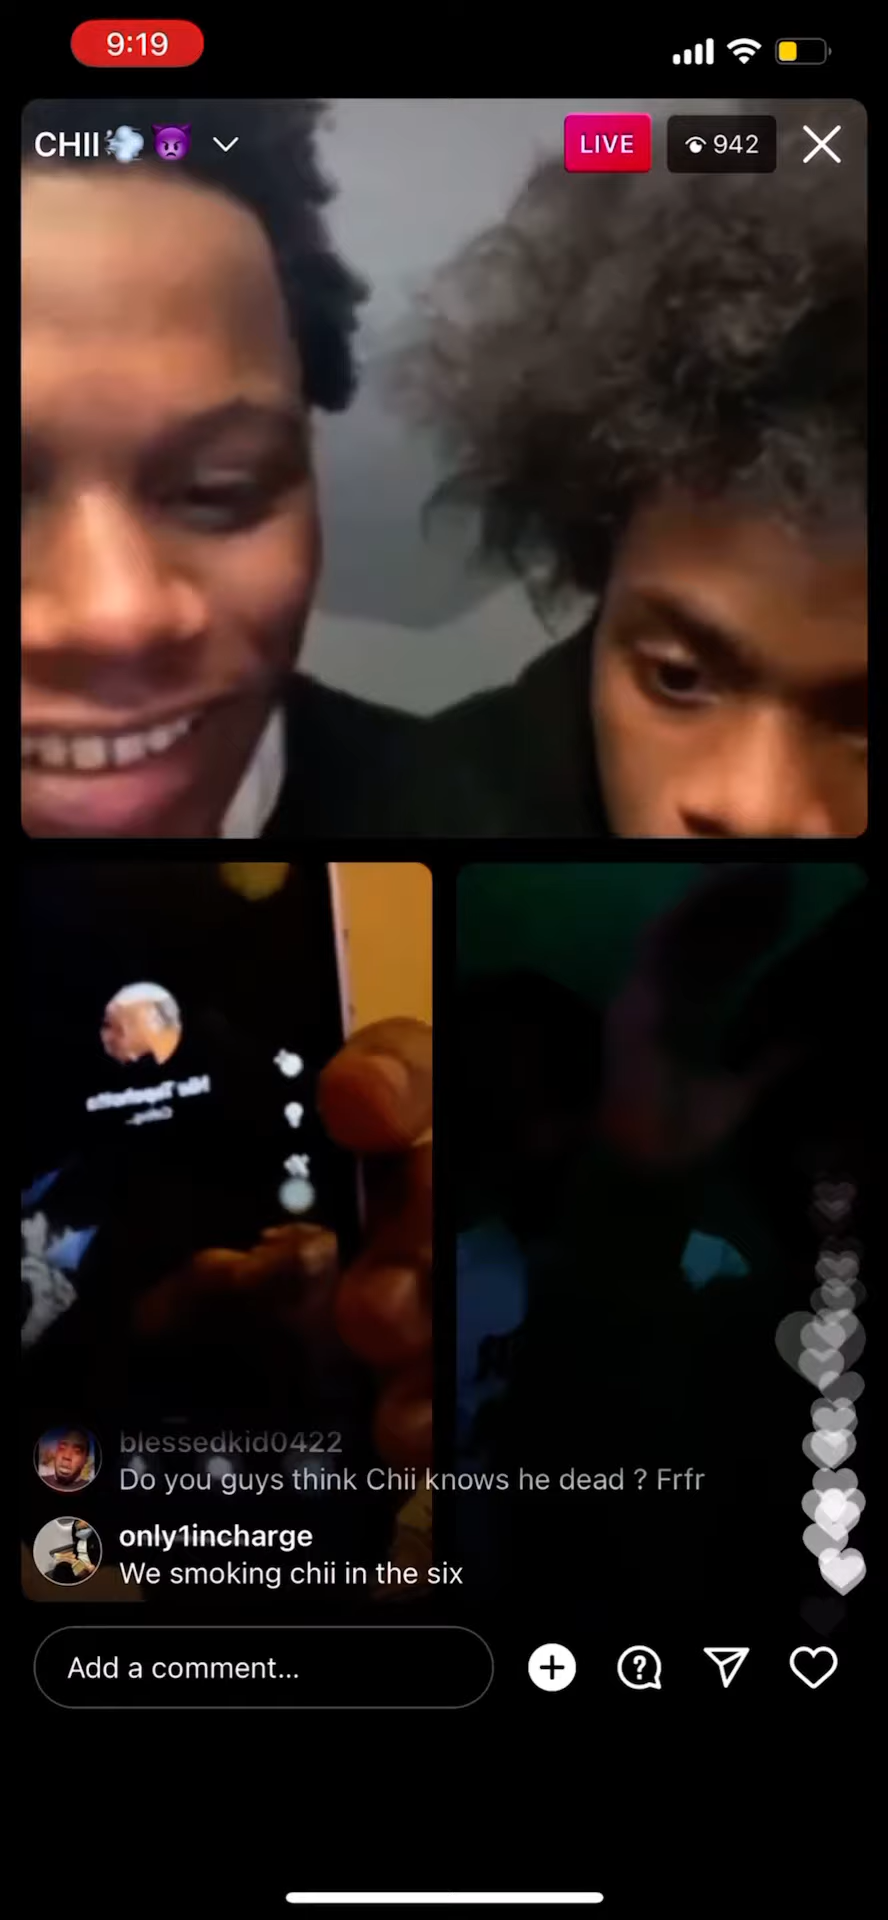 9:19
CHII💨😈
LIVE
942
blessedkid0422
Do you guys think Chii knows he dead ? Frfr
only1incharge
We smoking chii in the six
Add a comment...